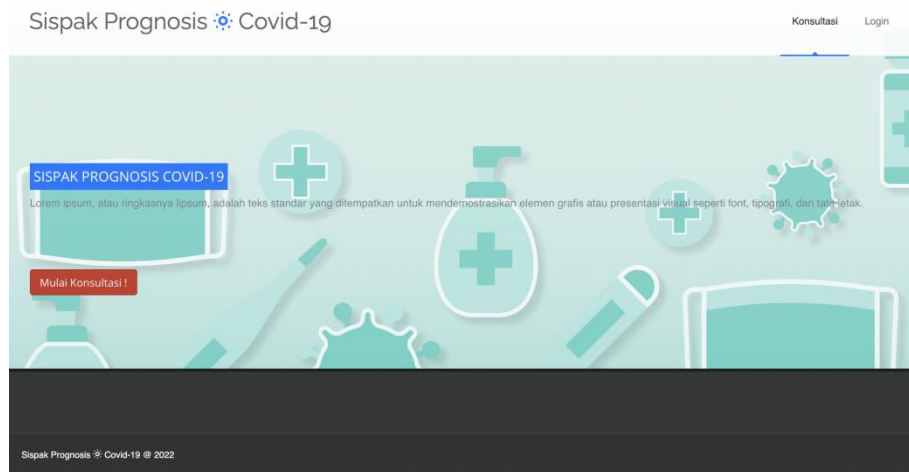 Sispak Prognosis Covid-19
Konsultasi Login
SISPAK PROGNOSIS COVID-19
Lorem ipsum, atau ringkasnya lipsum, adalah teks standar yang ditempatkan untuk mendemostrasikan elemen grafis atau presentasi visual seperti font, tipografi, dan tata letak.
Mulai Konsultasi !
Sispak Prognosis Covid-19 @ 2022